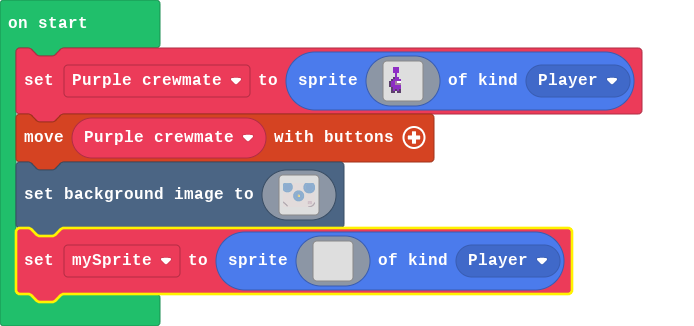 on start
set Purple crewmate to sprite of kind Player
move Purple crewmate with buttons
set background image to
set mySprite to sprite of kind Player